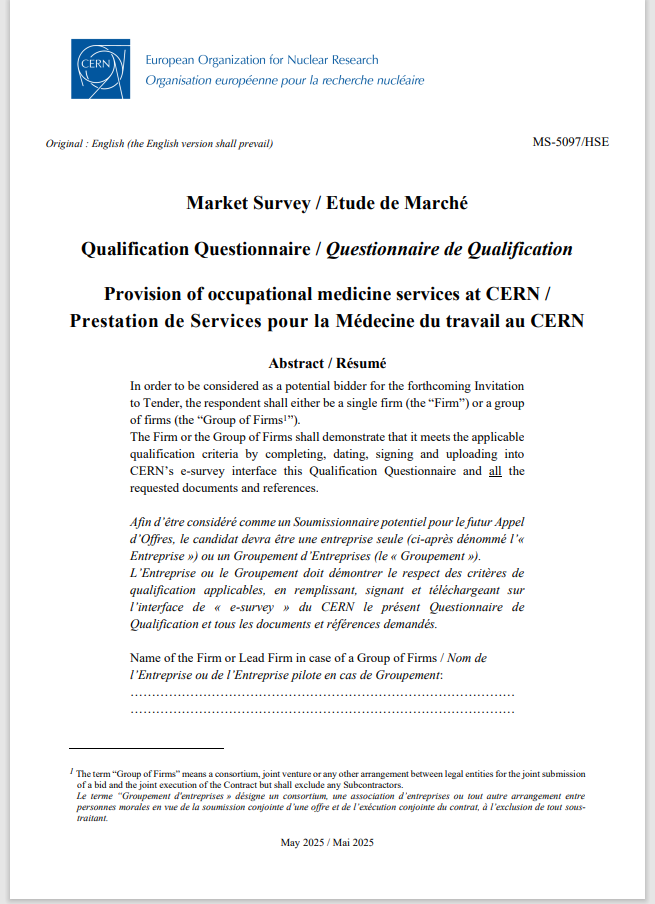 CERN
European Organization for Nuclear Research
Organisation européenne pour la recherche nucléaire
Original : English (the English version shall prevail)
MS-5097/HSE
Market Survey / Etude de Marché
Qualification Questionnaire / Questionnaire de Qualification
Provision of occupational medicine services at CERN /
Prestation de Services pour la Médecine du travail au CERN
Abstract / Résumé
In order to be considered as a potential bidder for the forthcoming Invitation
to Tender, the respondent shall either be a single firm (the “Firm”) or a group
of firms (the “Group of Firms¹”).
The Firm or the Group of Firms shall demonstrate that it meets the applicable
qualification criteria by completing, dating, signing and uploading into
CERN’s e-survey interface this Qualification Questionnaire and all the
requested documents and references.
Afin d’être considéré comme un Soumissionnaire potentiel pour le futur Appel
d’Offres, le candidat devra être une entreprise seule (ci-après dénommé l’«
Entreprise ») ou un Groupement d’Entreprises (le « Groupement »).
L’Entreprise ou le Groupement doit démontrer le respect des critères de
qualification applicables, en remplissant, signant et téléchargeant sur
l’interface de « e-survey » du CERN le présent Questionnaire de
Qualification et tous les documents et références demandés.
Name of the Firm or Lead Firm in case of a Group of Firms / Nom de
l’Entreprise ou de l’Entreprise pilote en cas de Groupement:
………………………………………………………………………………
………………………………………………………………………………
¹ The term “Group of Firms” means a consortium, joint venture or any other arrangement between legal entities for the joint submission
of a bid and the joint execution of the Contract but shall exclude any Subcontractors.
Le terme “Groupement d'entreprises » désigne un consortium, une association d’entreprises ou tout autre arrangement entre
personnes morales en vue de la soumission conjointe d’une offre et de l’exécution conjointe du contrat, à l’exclusion de tout sous-
traitant.
May 2025 / Mai 2025